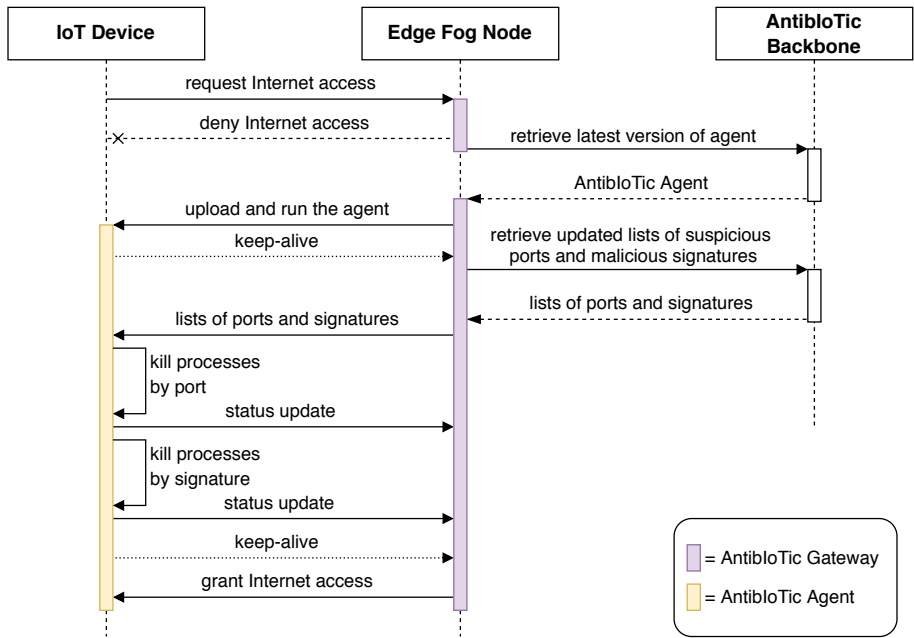 IoT Device
Edge Fog Node
AntibIoTic
Backbone
request Internet access
deny Internet access
retrieve latest version of agent
AntibIoTic Agent
upload and run the agent
keep-alive
retrieve updated lists of suspicious
ports and malicious signatures
lists of ports and signatures
lists of ports and signatures
kill processes
by port
status update
kill processes
by signature
status update
keep-alive
grant Internet access
= AntibIoTic Gateway
= AntibIoTic Agent